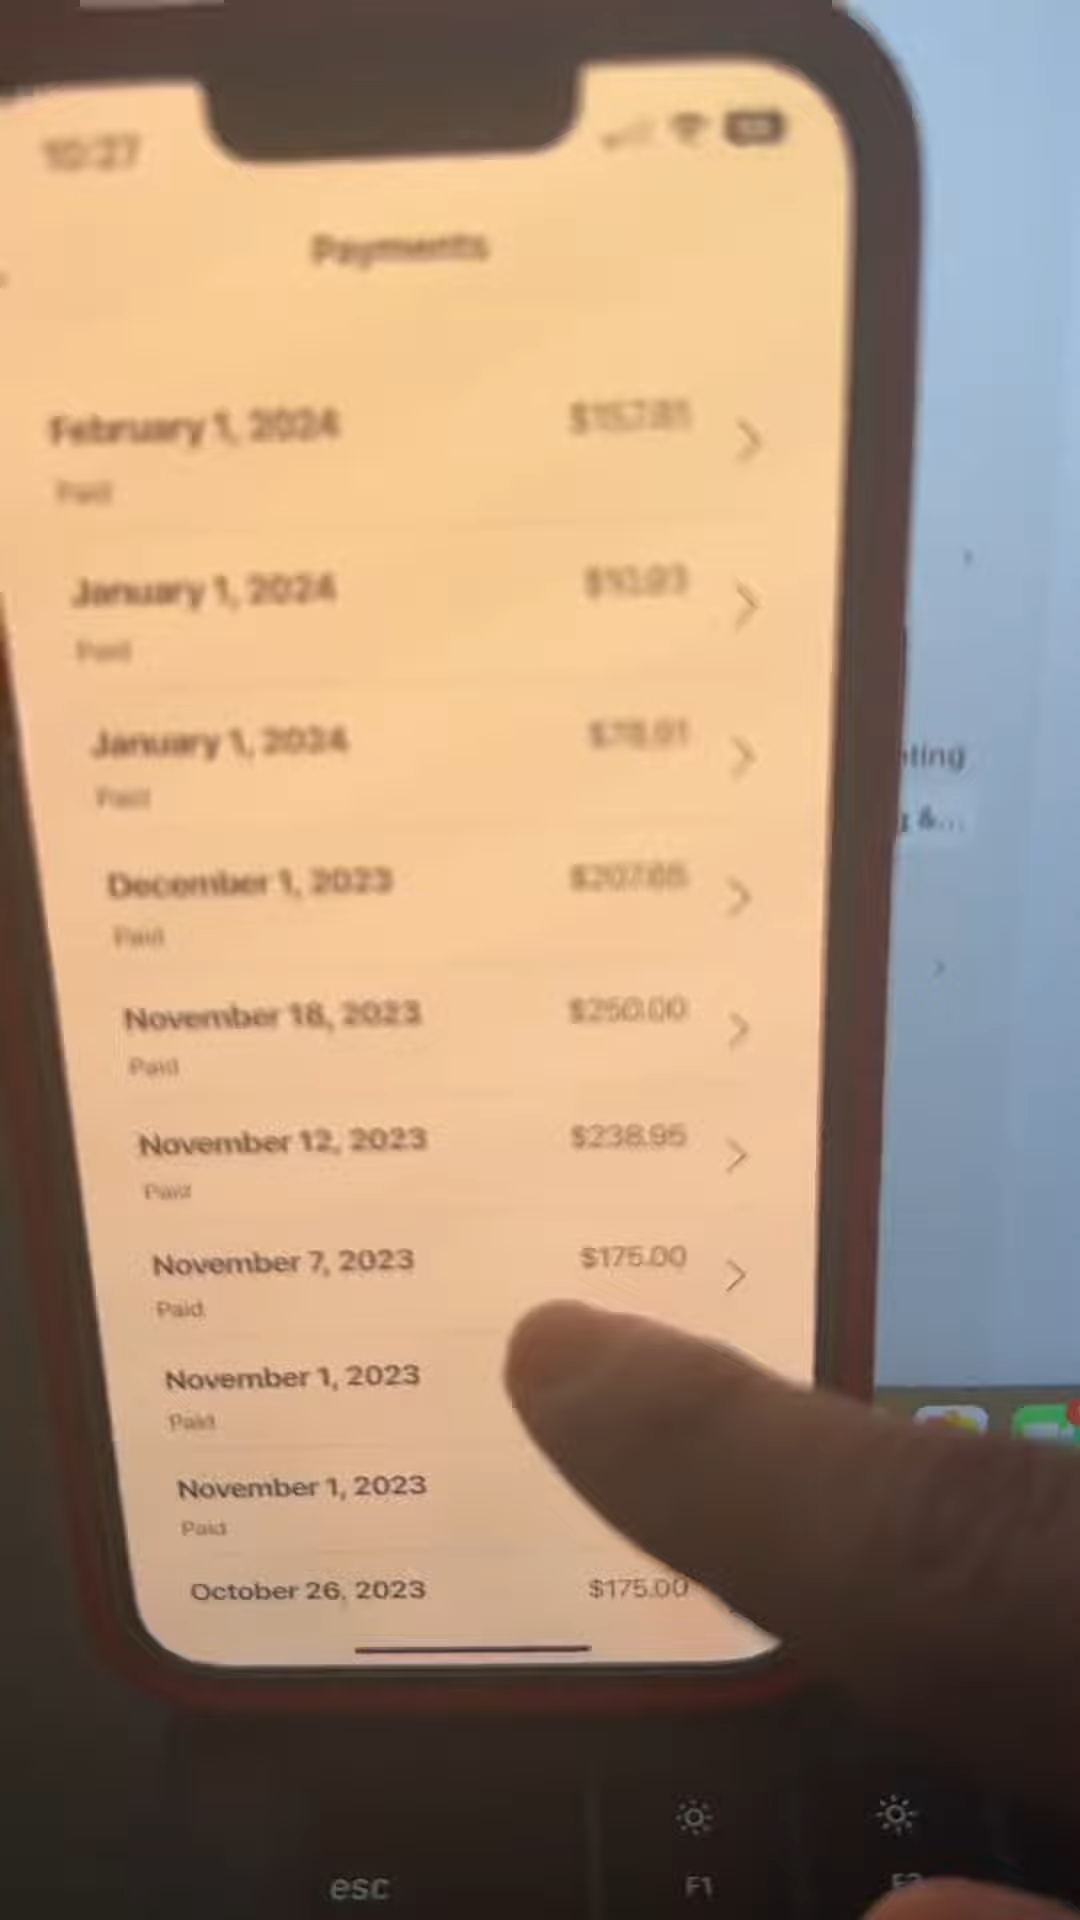 10:27
Payments
February 1, 2024
Paid
January 1, 2024
Paid
January 1, 2024
Paid
December 1, 2023
Paid
November 18, 2023 $250.00
Paid
November 12, 2023 $238.95
Paid
November 7, 2023 $175.00
Paid
November 1, 2023
Paid
November 1, 2023
Paid
October 26, 2023 $175.00
&...
esc
F1